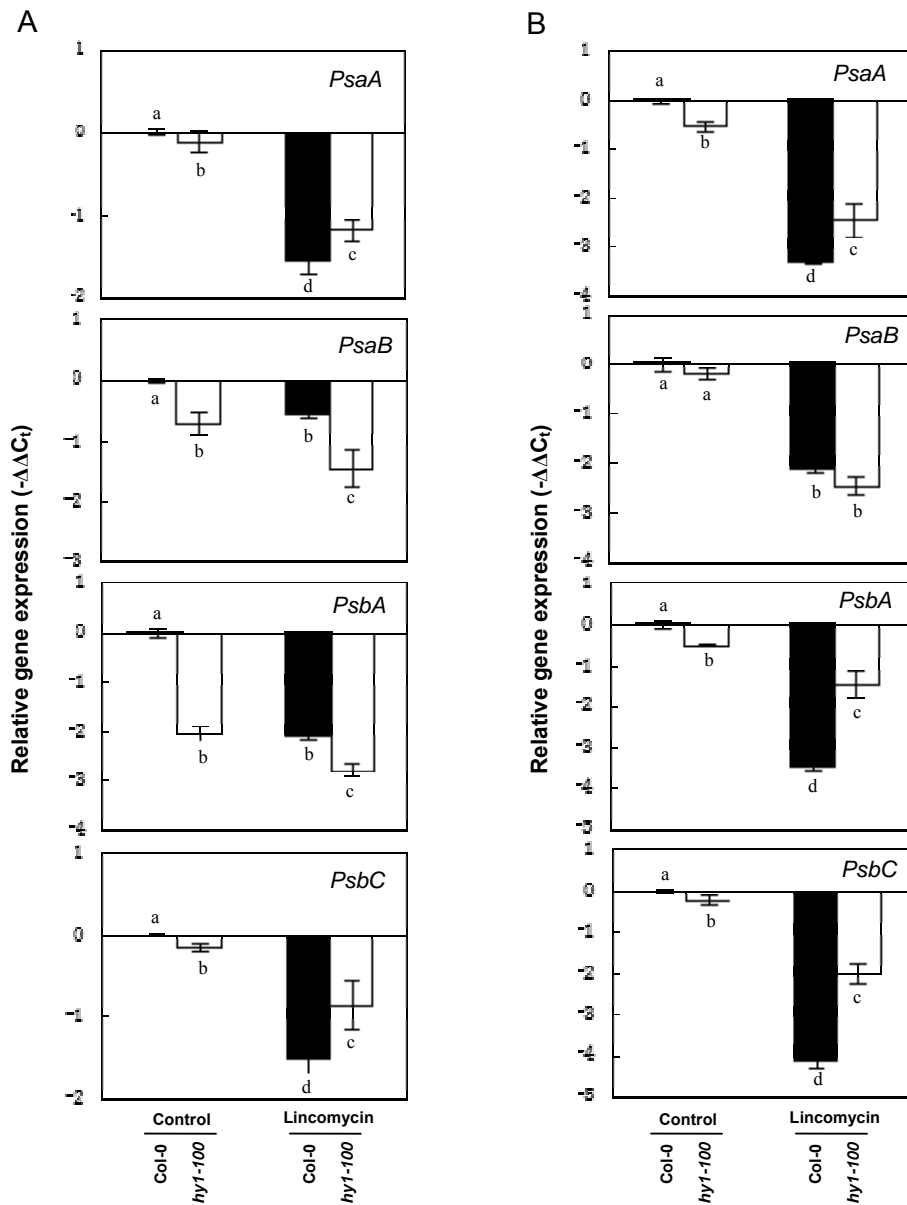 A
Relative gene expression (-ΔΔCt)
1
0
-1
-2
PsaA
a
b
d
c
1
0
-1
-2
-3
PsaB
a
b
b
c
1
0
-1
-2
-3
-4
PsbA
a
b
b
c
1
0
-1
-2
PsbC
a
b
d
c
Control
Lincomycin
Col-0
hy1-100
Col-0
hy1-100
B
Relative gene expression (-ΔΔCt)
1
0
-1
-2
-3
-4
PsaA
a
b
d
c
1
0
-1
-2
-3
-4
PsaB
a
a
b
b
1
0
-1
-2
-3
-4
-5
PsbA
a
b
d
c
1
0
-1
-2
-3
-4
-5
PsbC
a
b
d
c
Control
Lincomycin
Col-0
hy1-100
Col-0
hy1-100